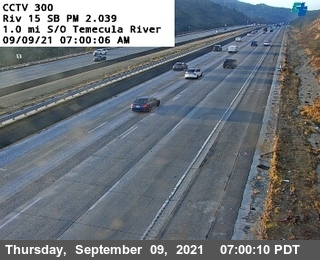 CCTV 300
Riv 15 SB PM 2.039
1.0 mi S/O Temecula River
09/09/21 07:00:06 AM
Thursday, September 09, 2021 07:00:10 PDT